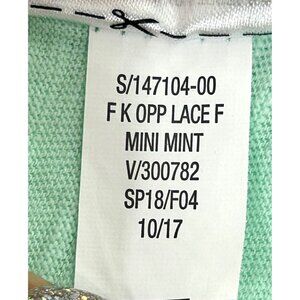 S/147104-00
F K OPP LACE F
MINI MINT
V/300782
SP18/F04
10/17